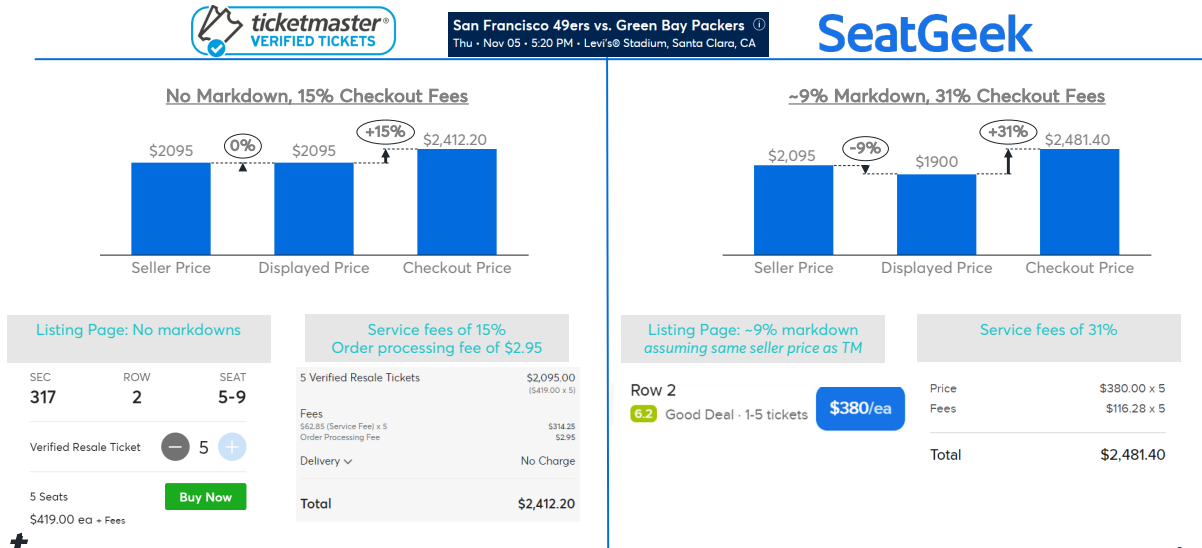 ticketmaster®
VERIFIED TICKETS
San Francisco 49ers vs. Green Bay Packers
Thu • Nov 05 • 5:20 PM • Levi's® Stadium, Santa Clara, CA
SeatGeek
No Markdown, 15% Checkout Fees
$2095
0%
$2095
+15%
$2,412.20
Seller Price
Displayed Price
Checkout Price
~9% Markdown, 31% Checkout Fees
$2,095
-9%
$1900
+31%
$2,481.40
Seller Price
Displayed Price
Checkout Price
Listing Page: No markdowns
SEC ROW SEAT
317 2 5-9
Verified Resale Ticket
5
5 Seats
Buy Now
$419.00 ea + Fees
Service fees of 15%
Order processing fee of $2.95
5 Verified Resale Tickets $2,095.00
($419.00 x 5)
Fees
$62.85 (Service Fee) x 5 $314.25
Order Processing Fee $2.95
Delivery No Charge
Total $2,412.20
Listing Page: ~9% markdown
assuming same seller price as TM
Row 2
6.2 Good Deal · 1-5 tickets
$380/ea
Service fees of 31%
Price $380.00 x 5
Fees $116.28 x 5
Total $2,481.40